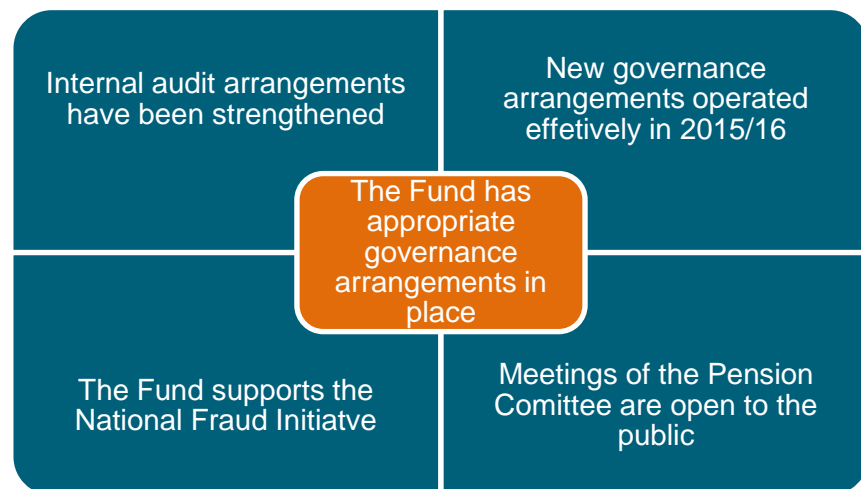 Internal audit arrangements
have been strengthened
New governance
arrangements operated
effetively in 2015/16
The Fund has
appropriate
governance
arrangements in
place
The Fund supports the
National Fraud Initiatve
Meetings of the Pension
Comittee are open to the
public